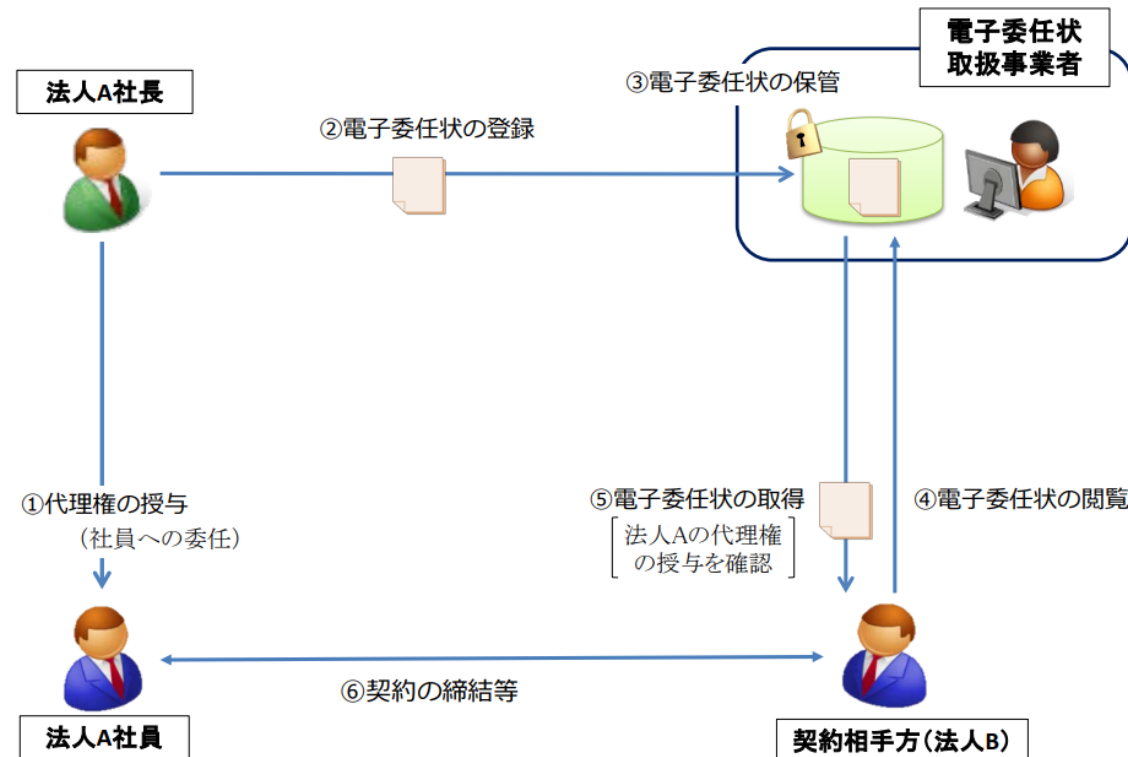 電子委任状
取扱事業者
法人A社長
③電子委任状の保管
②電子委任状の登録
①代理権の授与
（社員への委任）
⑤電子委任状の取得
法人Aの代理権
の授与を確認
④電子委任状の閲覧
⑥契約の締結等
法人A社員
契約相手方（法人B）